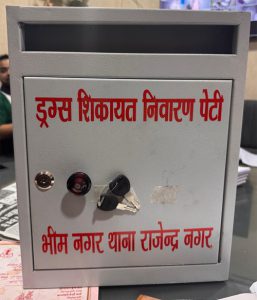 ड्रग्स शिकायत निवारण पेटी
भीम नगर थाना राजेन्द्र नगर